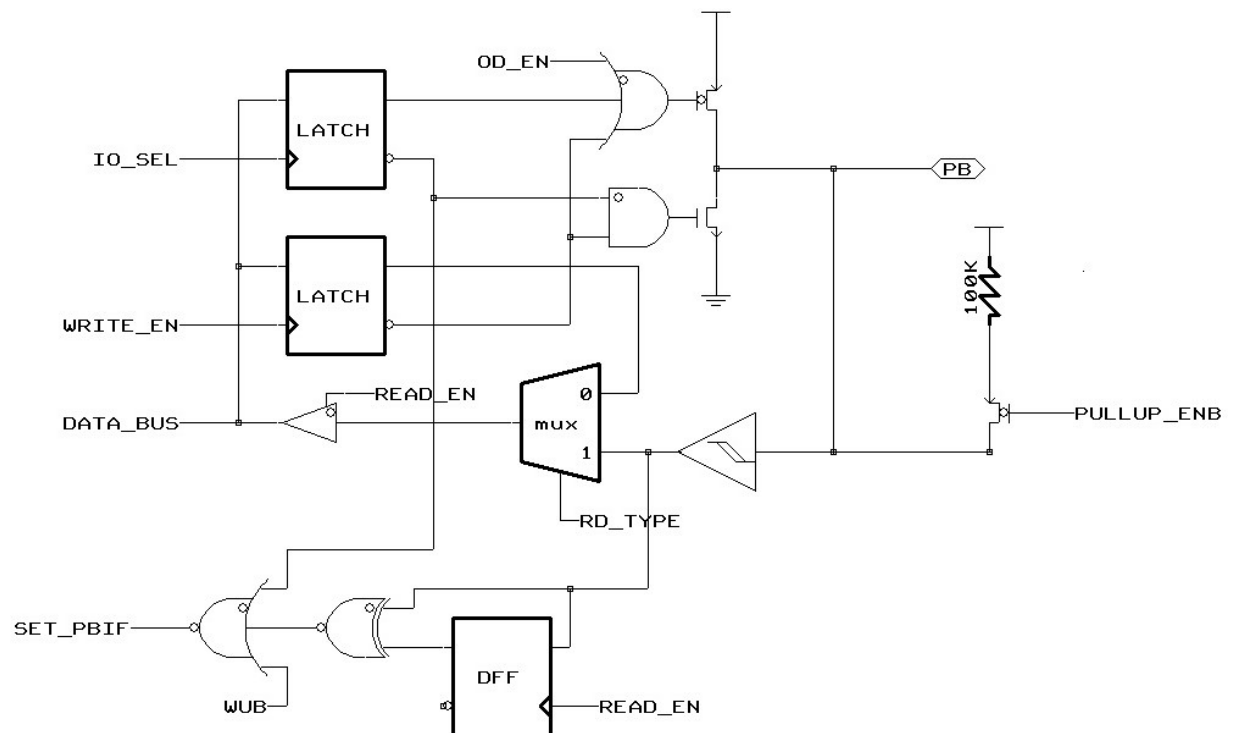 OD_EN
LATCH
IO_SEL
PB
LATCH
100K
WRITE_EN
READ_EN
0
DATA_BUS
mux
PULLUP_ENB
1
RD_TYPE
SET_PBIF
DFF
WUB
READ_EN